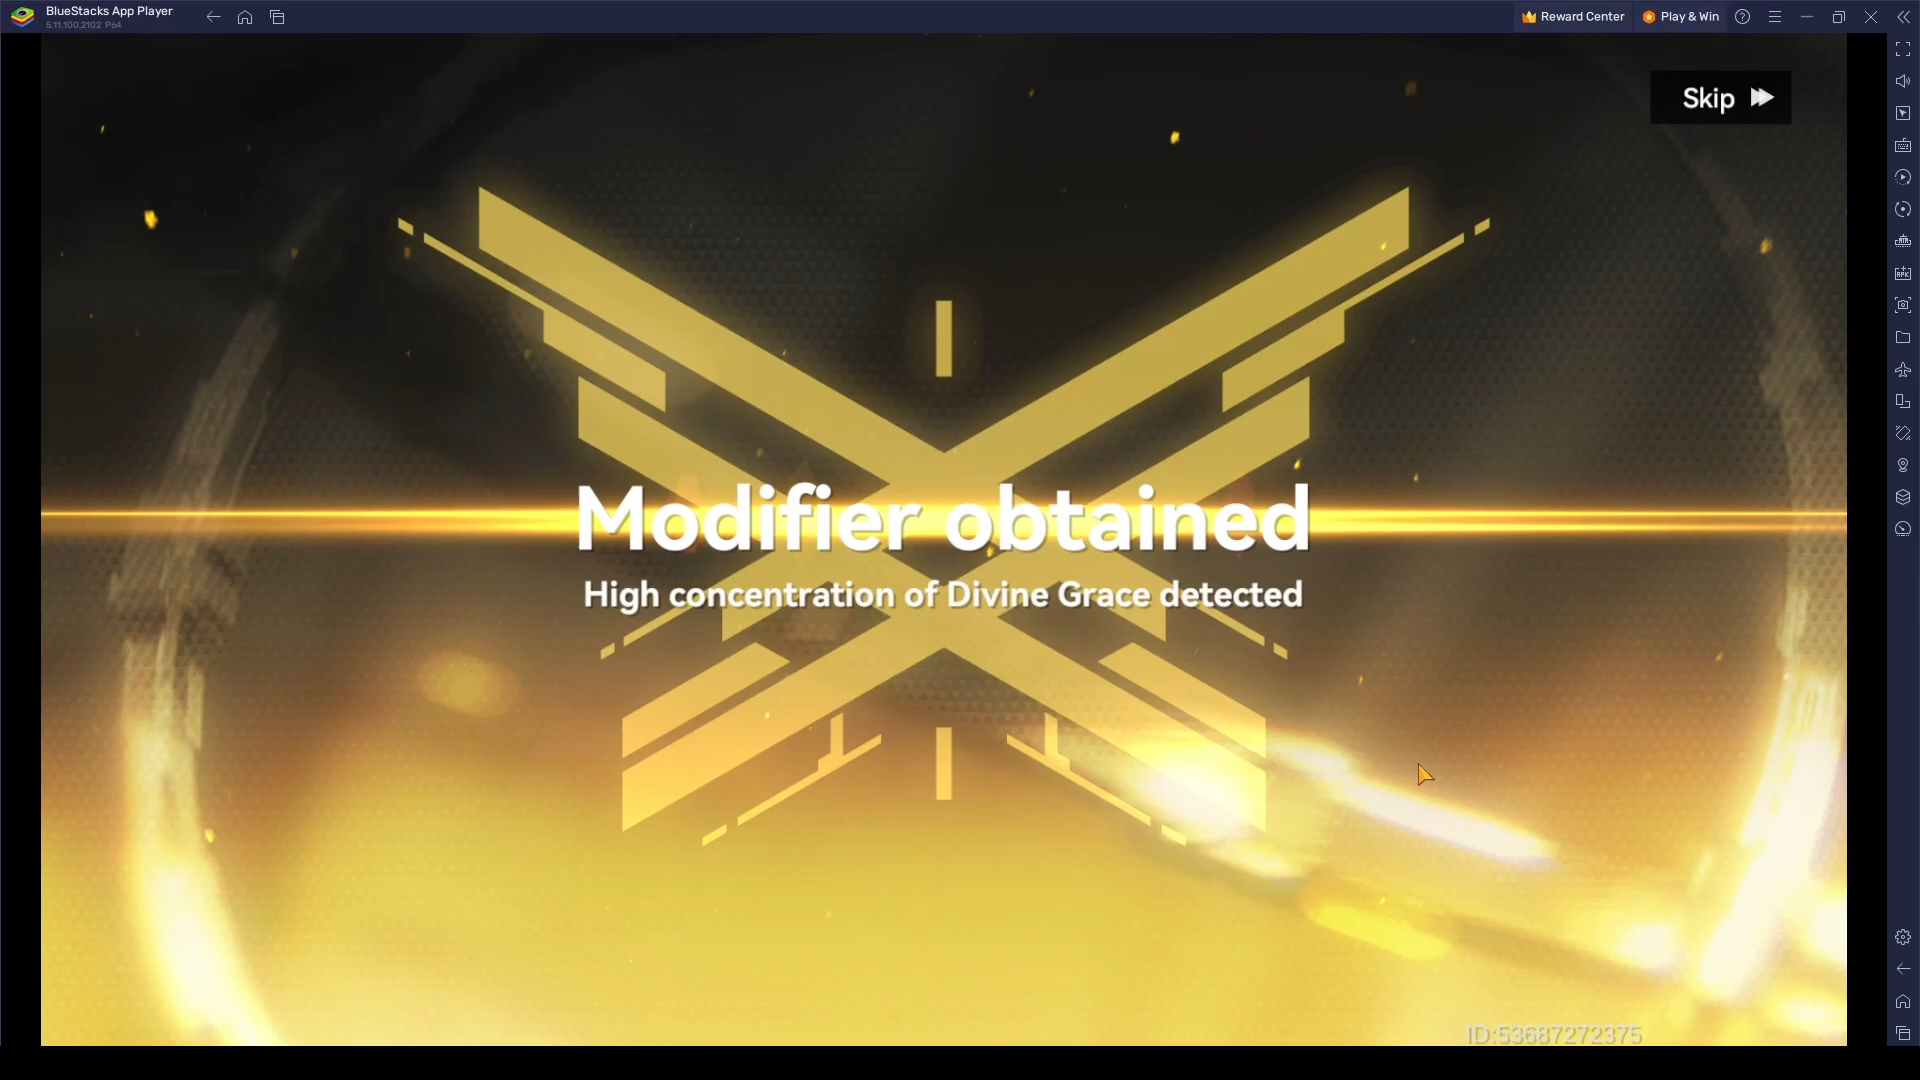 BlueStacks App Player
5.11.100.2102 P64
Reward Center
Play & Win
Skip
Modifier obtained
High concentration of Divine Grace detected
ID:53687272375